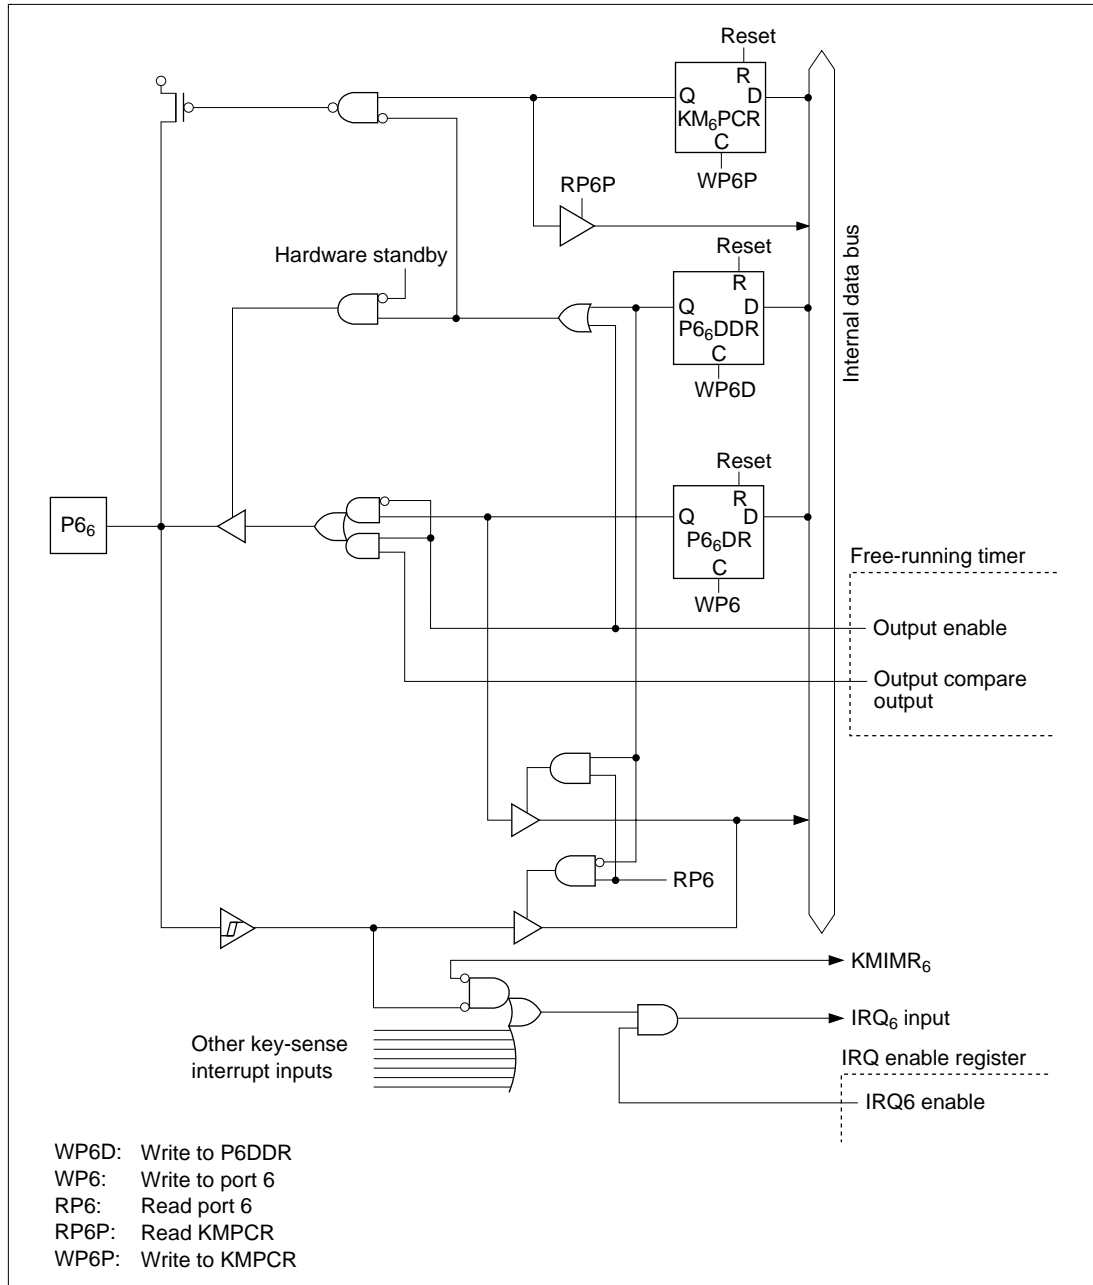 Reset
R
Q D
KM₆PCR
C
WP6P
RP6P
Hardware standby
Reset
R
Q D
P6₆DDR
C
WP6D
Internal data bus
Reset
R
Q D
P6₆DR
C
WP6
P6₆
Free-running timer
Output enable
Output compare
output
RP6
KMIMR₆
IRQ₆ input
Other key-sense
interrupt inputs
IRQ enable register
IRQ6 enable
WP6D: Write to P6DDR
WP6: Write to port 6
RP6: Read port 6
RP6P: Read KMPCR
WP6P: Write to KMPCR